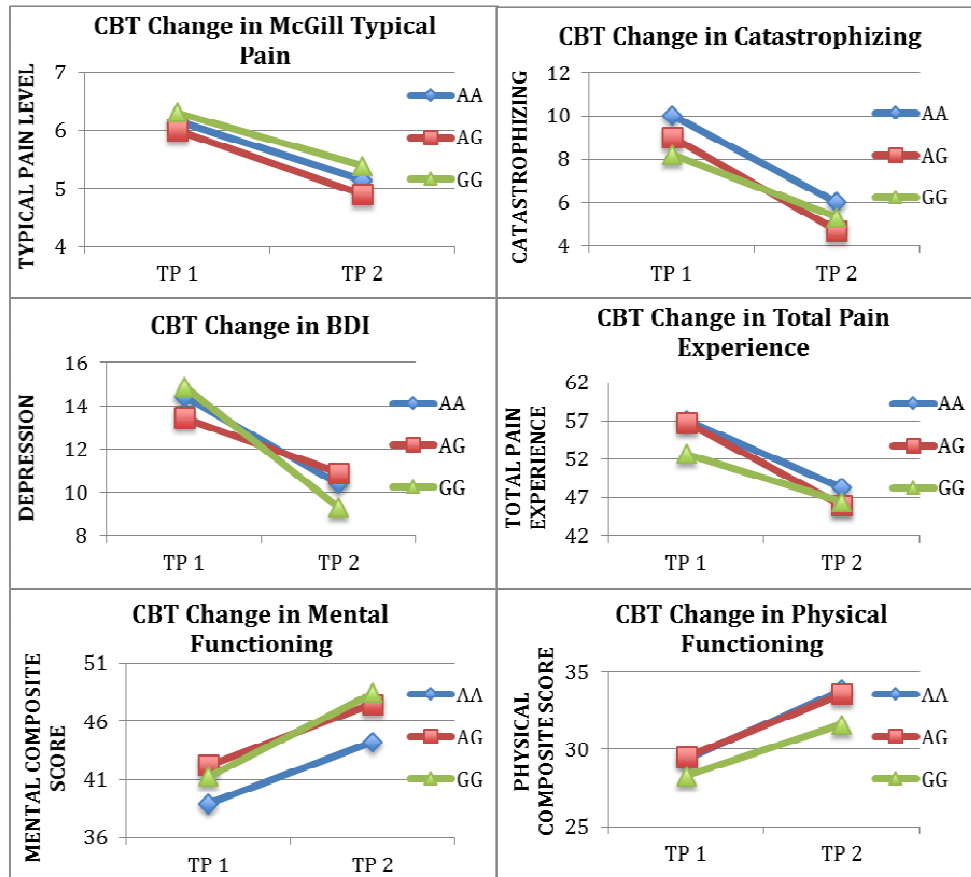 CBT Change in McGill Typical
Pain
TYPICAL PAIN LEVEL
7
6
5
4
TP 1
TP 2
AA
AG
GG
CBT Change in Catastrophizing
CATASTROPHIZING
12
10
8
6
4
TP 1
TP 2
AA
AG
GG
CBT Change in BDI
DEPRESSION
16
14
12
10
8
TP 1
TP 2
AA
AG
GG
CBT Change in Total Pain
Experience
TOTAL PAIN
EXPERIENCE
62
57
52
47
42
TP 1
TP 2
AA
AG
GG
CBT Change in Mental
Functioning
MENTAL COMPOSITE
SCORE
51
46
41
36
TP 1
TP 2
AA
AG
GG
CBT Change in Physical
Functioning
PHYSICAL
COMPOSITE SCORE
35
30
25
TP 1
TP 2
AA
AG
GG